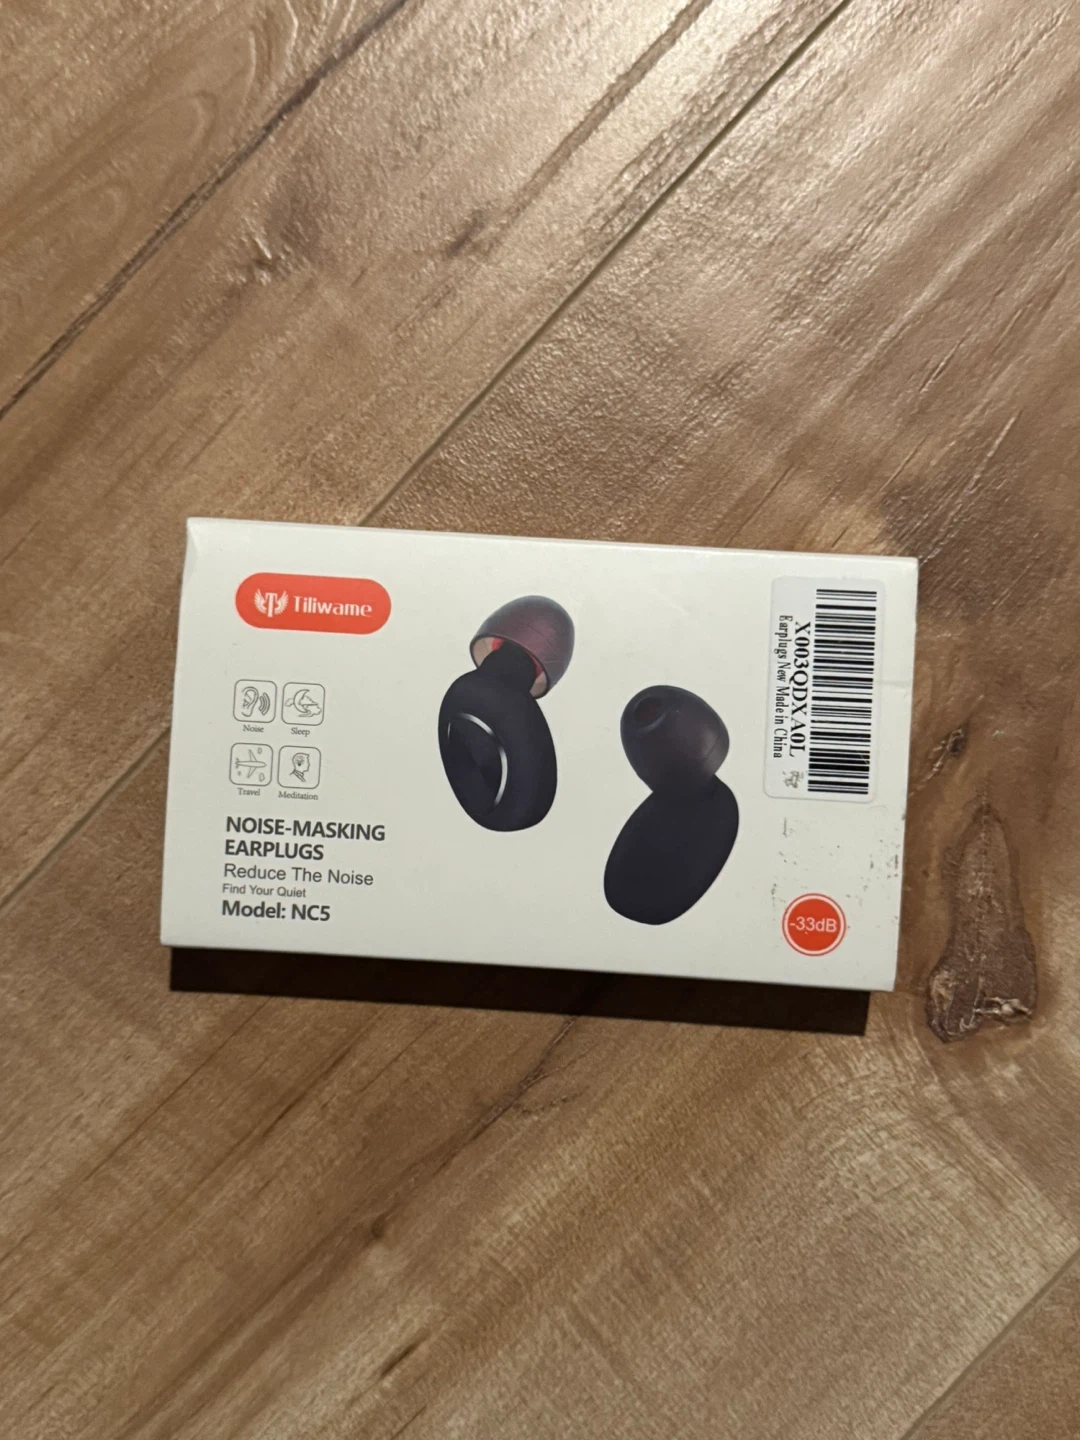 Tiliwame
Noise
Sleep
Travel
Meditation
NOISE-MASKING
EARPLUGS
Reduce The Noise
Find Your Quiet
Model: NC5
X003QDXA0L
Earplugs New Made in China
-33dB